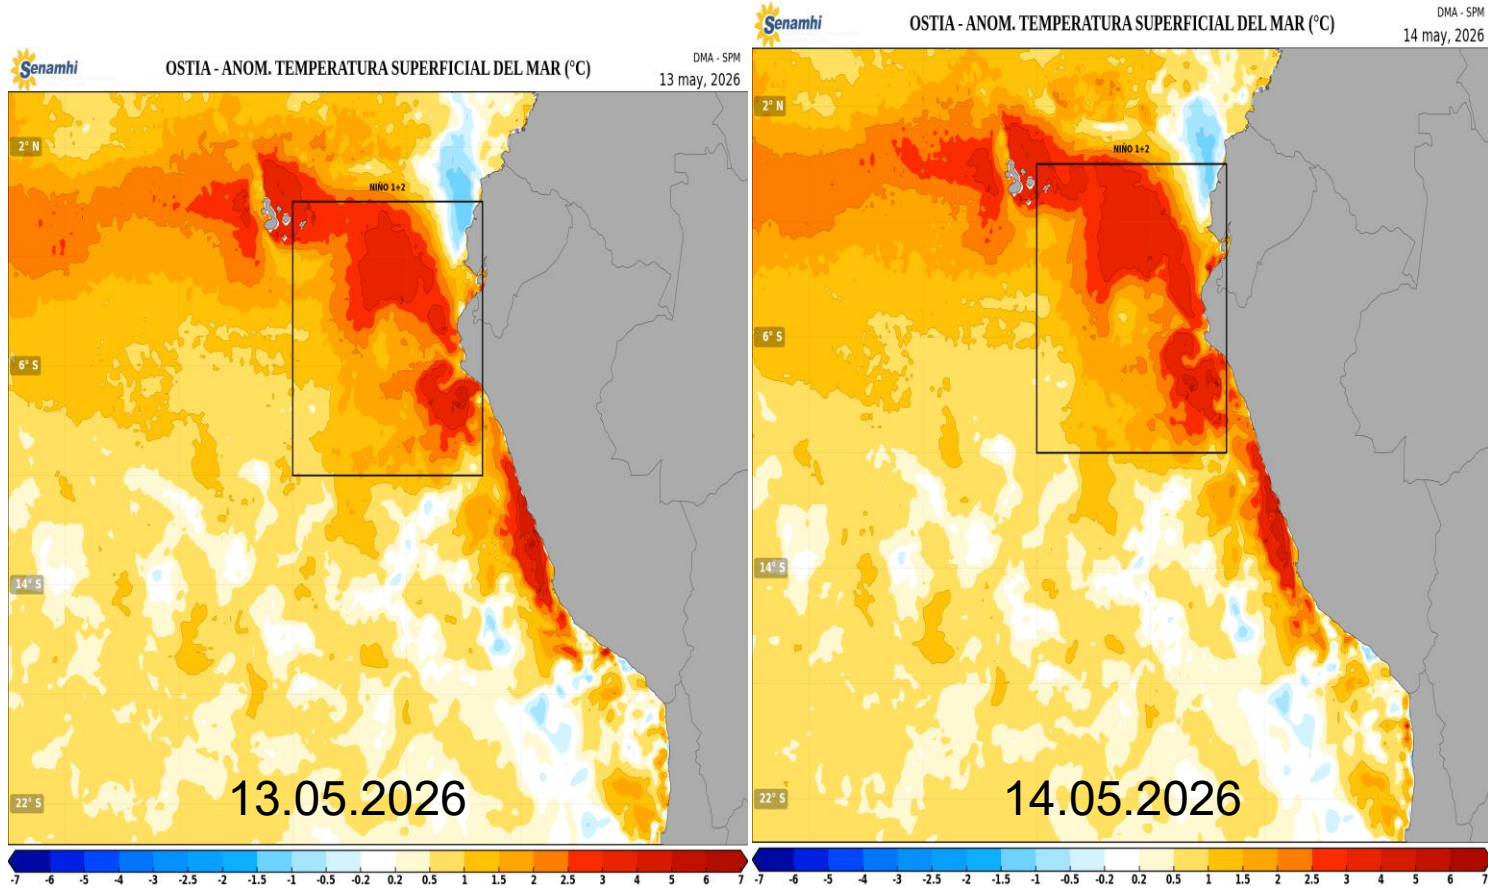 Senamhi
OSTIA - ANOM. TEMPERATURA SUPERFICIAL DEL MAR (°C)
DMA - SPM
13 may, 2026
2° N
NIÑO 1+2
6° S
14° S
22° S
13.05.2026
-7 -6 -5 -4 -3 -2.5 -2 -1.5 -1 -0.5 -0.2 0.2 0.5 1 1.5 2 2.5 3 4 5 6 7
Senamhi
OSTIA - ANOM. TEMPERATURA SUPERFICIAL DEL MAR (°C)
DMA - SPM
14 may, 2026
2° N
NIÑO 1+2
6° S
14° S
22° S
14.05.2026
-7 -6 -5 -4 -3 -2.5 -2 -1.5 -1 -0.5 -0.2 0.2 0.5 1 1.5 2 2.5 3 4 5 6 7